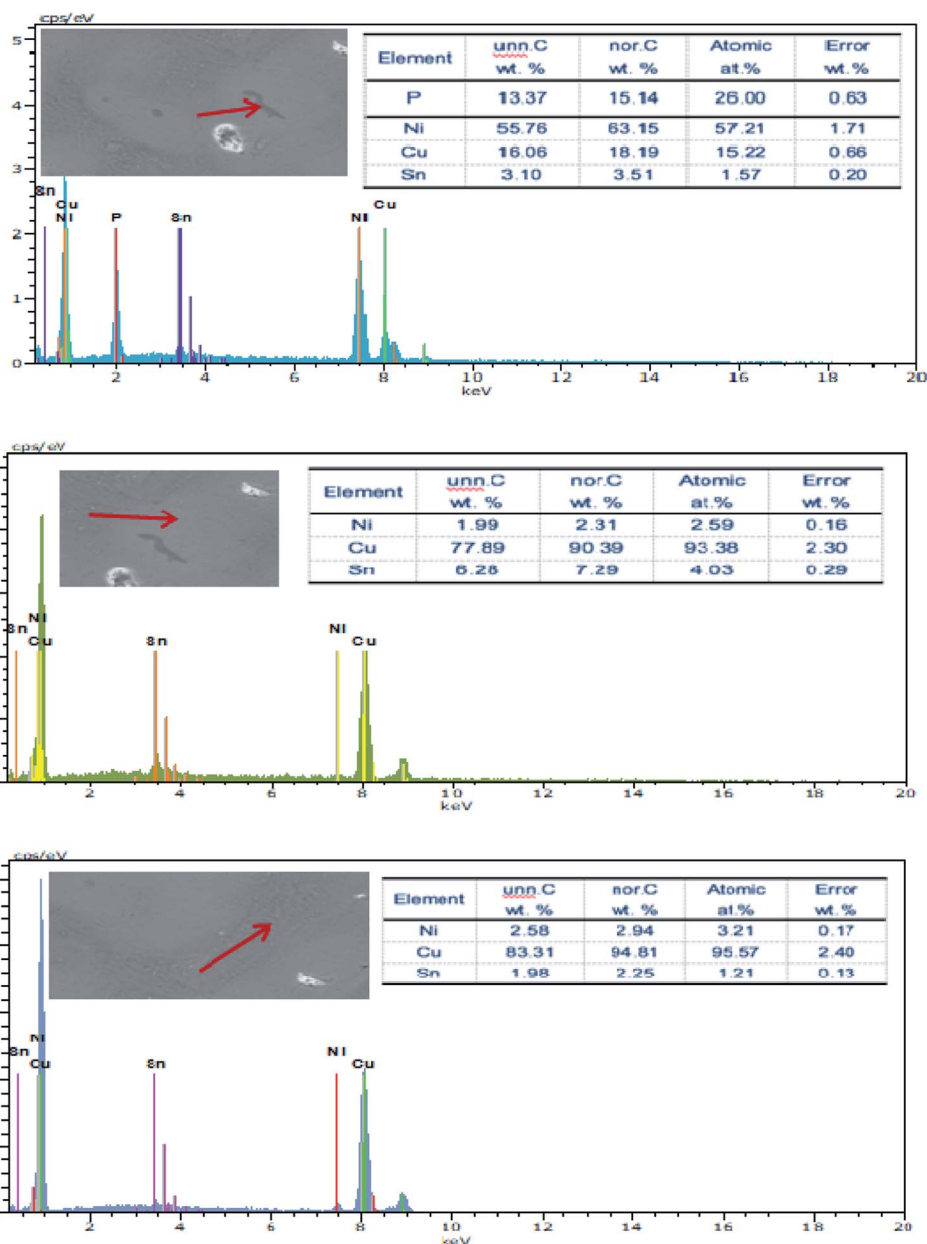 cps/eV
Element unn.C wt. % nor.C wt. % Atomic at.% Error wt.%
P 13.37 15.14 26.00 0.63
Ni 55.76 63.15 57.21 1.71
Cu 16.06 18.19 15.22 0.66
Sn 3.10 3.51 1.57 0.20
5
4
3
2
1
0
Sn
Cu
Ni P Sn Ni Cu
2 4 6 8 10 12 14 16 18 20
keV
cps/eV
Element unn.C wt. % nor.C wt. % Atomic at.% Error wt.%
Ni 1.99 2.31 2.59 0.16
Cu 77.89 90.39 93.38 2.30
Sn 6.28 7.29 4.03 0.29
Ni
Sn Cu Sn Ni Cu
2 4 6 8 10 12 14 16 18 20
keV
cps/eV
Element unn.C wt. % nor.C wt. % Atomic at.% Error wt.%
Ni 2.58 2.94 3.21 0.17
Cu 83.31 94.81 95.57 2.40
Sn 1.98 2.25 1.21 0.13
Ni
Sn Cu Sn Ni Cu
2 4 6 8 10 12 14 16 18 20
keV